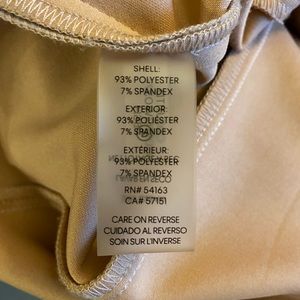 SHELL:
93% POLYESTER
7% SPANDEX
EXTERIOR:
93% POLIÉSTER
7% SPANDEX
EXTÉRIEUR:
93% POLYESTER
7% SPANDEX
RN# 54163
CA# 57151
CARE ON REVERSE
CUIDADO AL REVERSO
SOIN SUR L'INVERSE